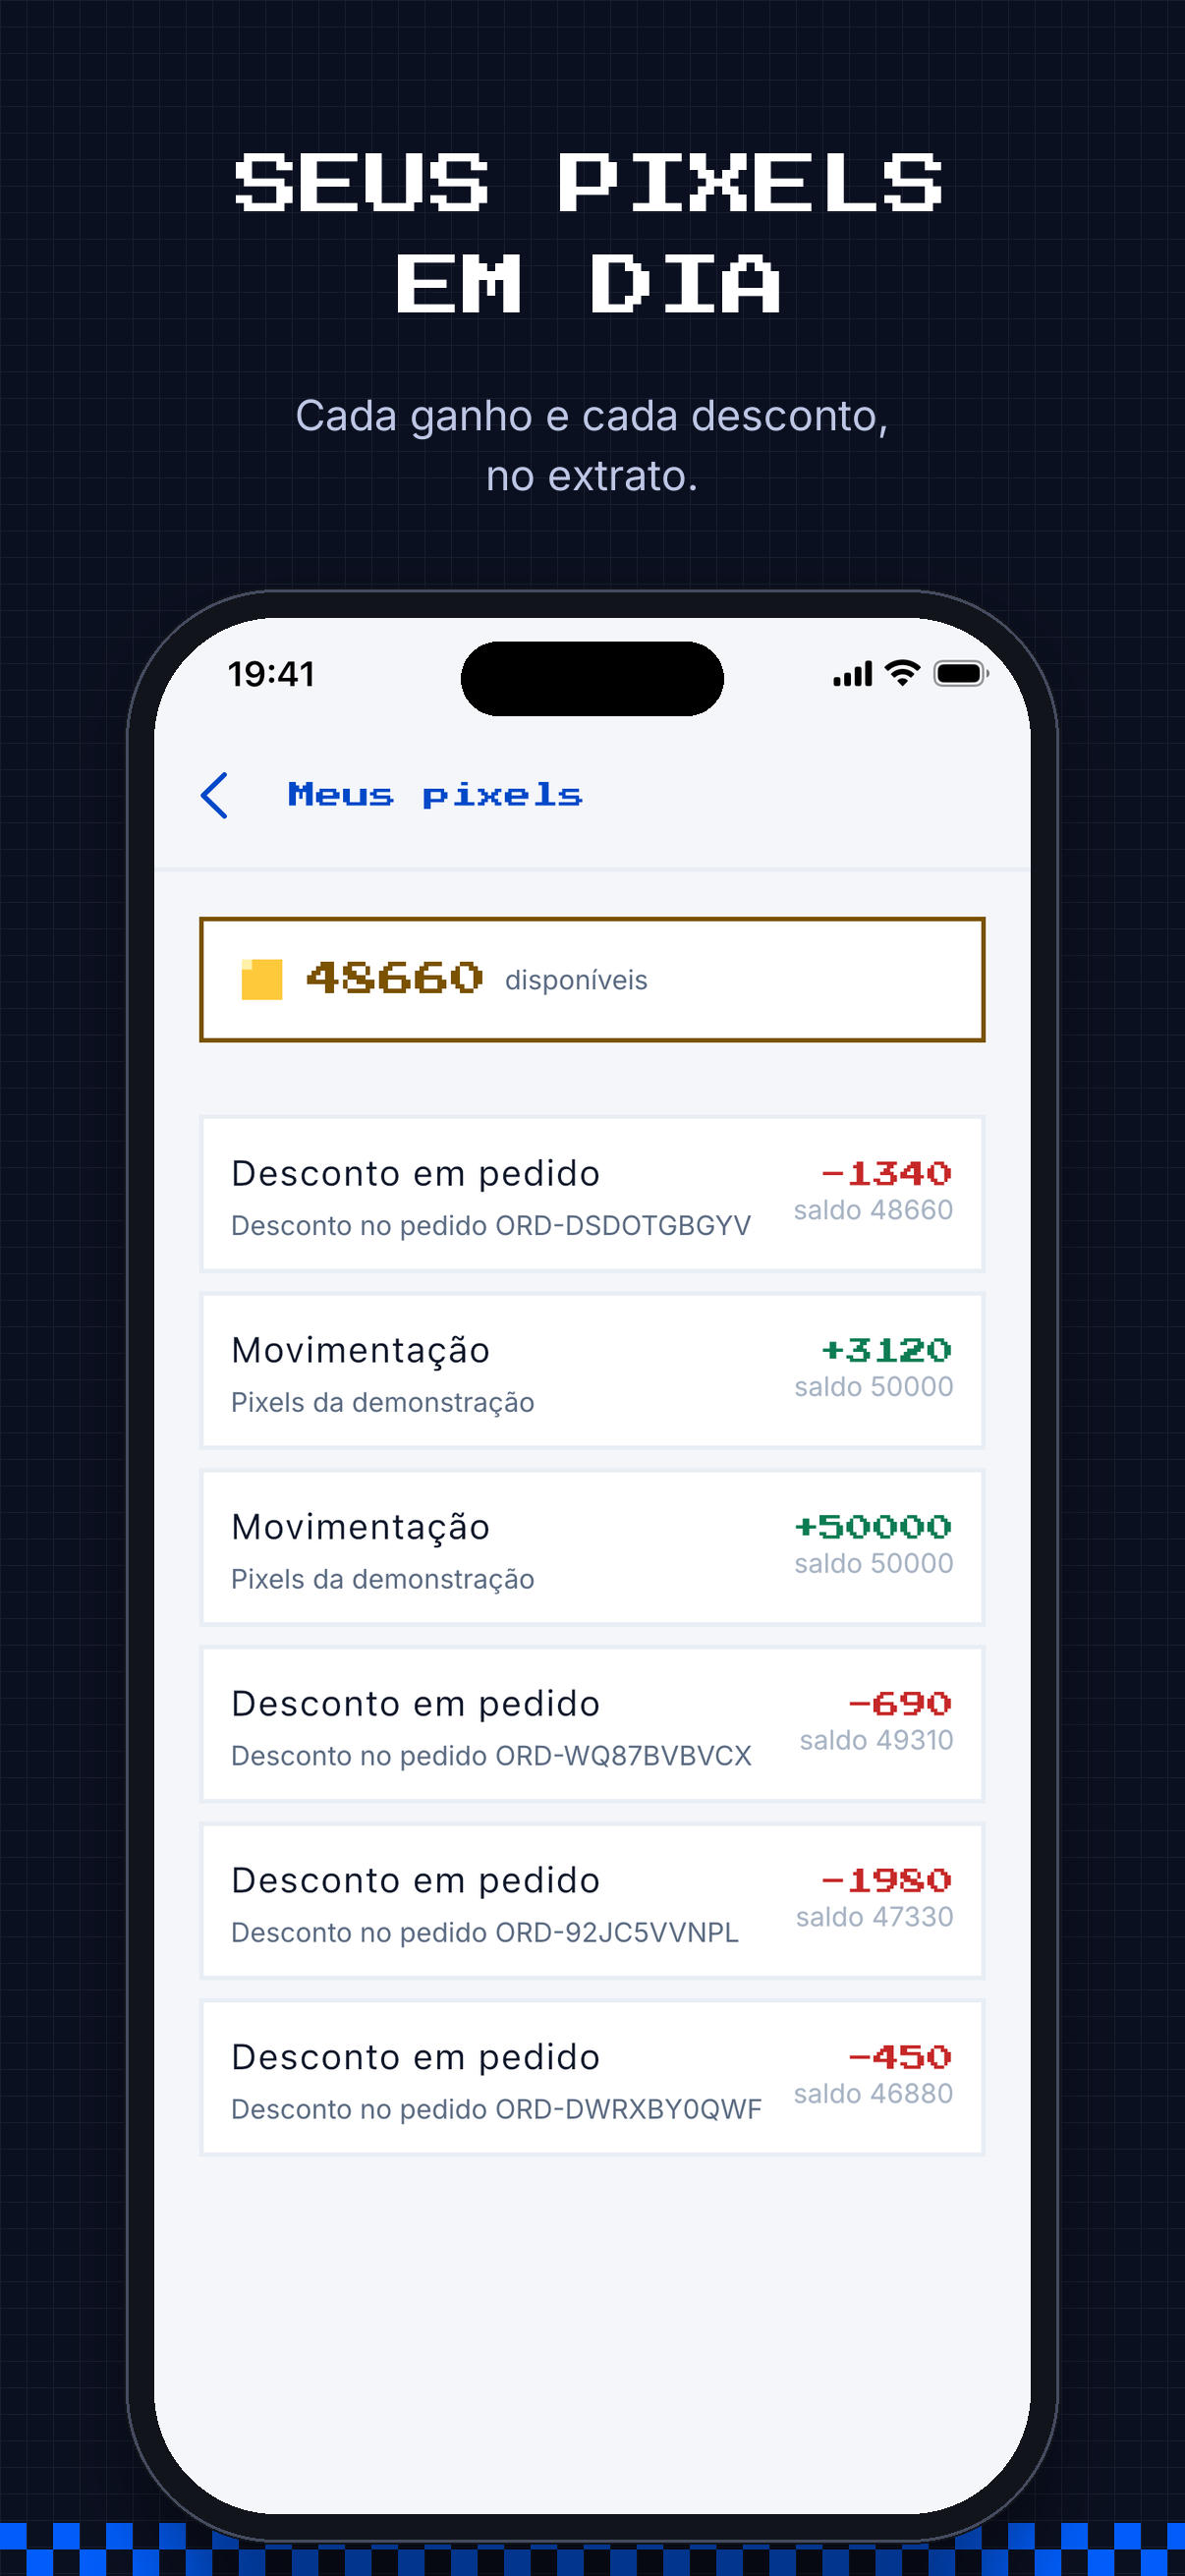 SEUS PIXELS
EM DIA
Cada ganho e cada desconto,
no extrato.
19:41
Meus pixels
48660 disponíveis
Desconto em pedido
-1340
Desconto no pedido ORD-DSDOTGBGYV
saldo 48660
Movimentação
+3120
Pixels da demonstração
saldo 50000
Movimentação
+50000
Pixels da demonstração
saldo 50000
Desconto em pedido
-690
Desconto no pedido ORD-WQ87BVBVCX
saldo 49310
Desconto em pedido
-1980
Desconto no pedido ORD-92JC5VVNPL
saldo 47330
Desconto em pedido
-450
Desconto no pedido ORD-DWRXBY0QWF
saldo 46880